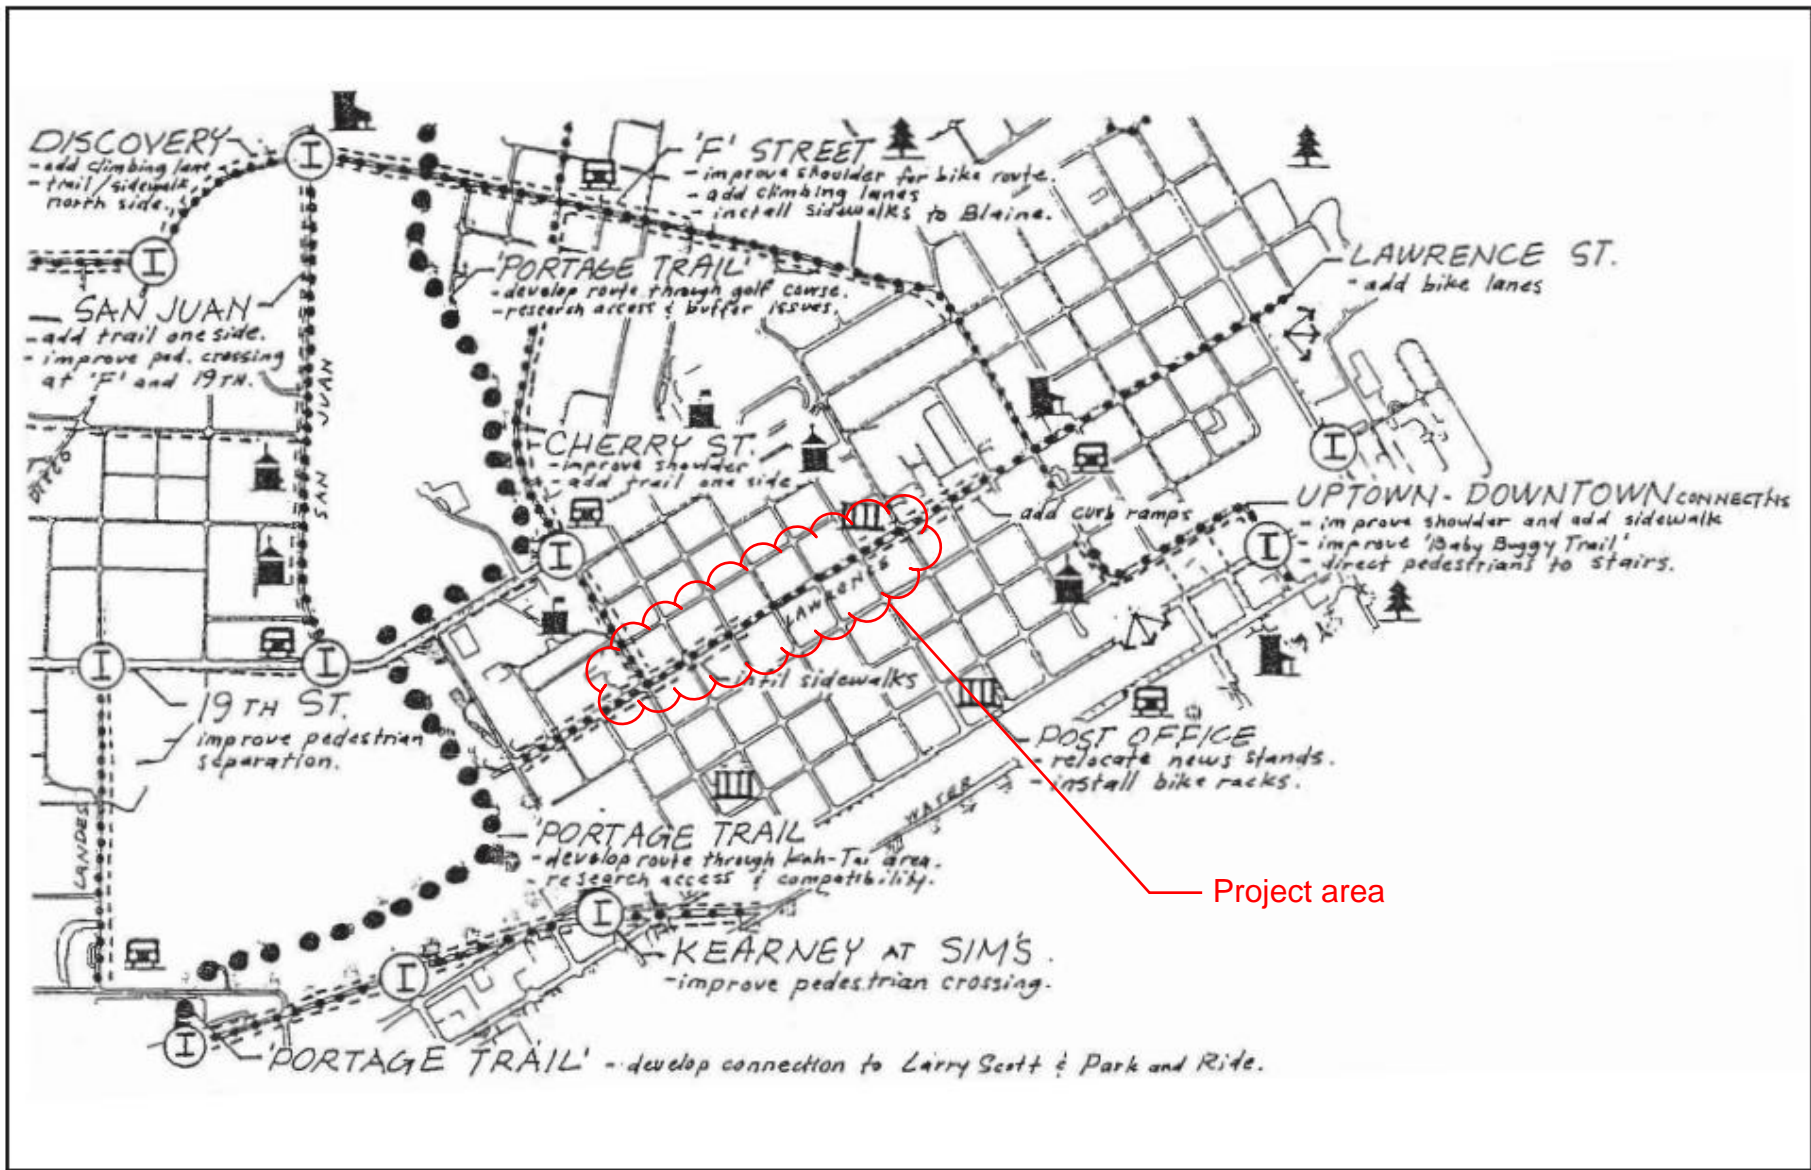 DISCOVERY
- add climbing lane
- trail/sidewalk
north side.
'F' STREET
- improve shoulder for bike route.
- add climbing lanes
- install sidewalks to Blaine.
LAWRENCE ST.
- add bike lanes
'PORTAGE TRAIL'
- develop route through golf course.
- research access & buffer issues.
SAN JUAN
- add trail one side.
- improve ped. crossing
at 'F' and 19TH.
SAN JUAN
CHERRY ST.
- improve shoulder
- add trail one side
UPTOWN - DOWNTOWN
- improve shoulder and add sidewalk
- improve 'Baby Buggy Trail'
- direct pedestrians to stairs.
add curb ramps
LAWRENCE
- infil sidewalks
19TH ST.
improve pedestrian
separation.
POST OFFICE
- relocate news stands.
- install bike racks.
LANDES
WATER
'PORTAGE TRAIL
- develop route through Kah-Tai area.
- research access & compatibility.
Project area
KEARNEY AT SIM'S
- improve pedestrian crossing.
'PORTAGE TRAIL' - develop connection to Larry Scott & Park and Ride.
I
I
I
I
I
I
I
I
I
I